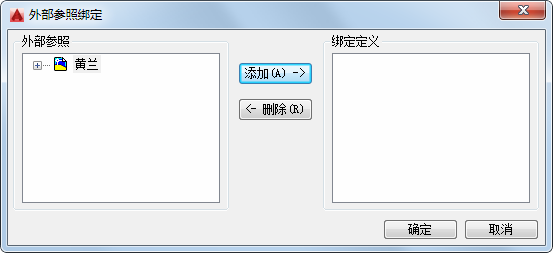 外部参照绑定
外部参照
黄兰
添加(A) ->
<- 删除(R)
绑定定义
确定
取消